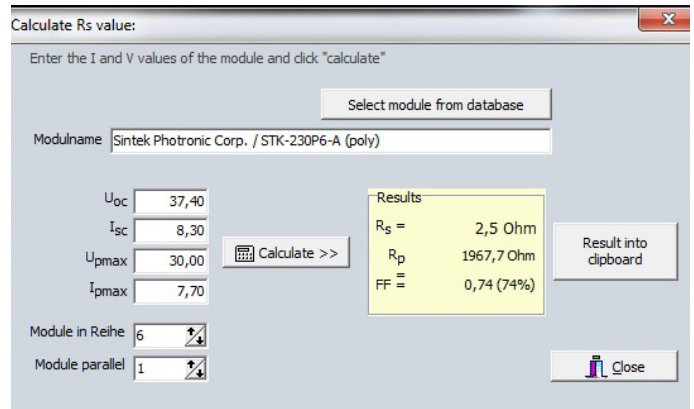 Calculate Rs value:
Enter the I and V values of the module and click "calculate"
Select module from database
Modulname Sintek Photronic Corp. / STK-230P6-A (poly)
Uoc 37,40
Isc 8,30
Upmax 30,00
Ipmax 7,70
Calculate >>
Results
Rs = 2,5 Ohm
Rp = 1967,7 Ohm
FF = 0,74 (74%)
Result into
clipboard
Module in Reihe 6
Module parallel 1
Close